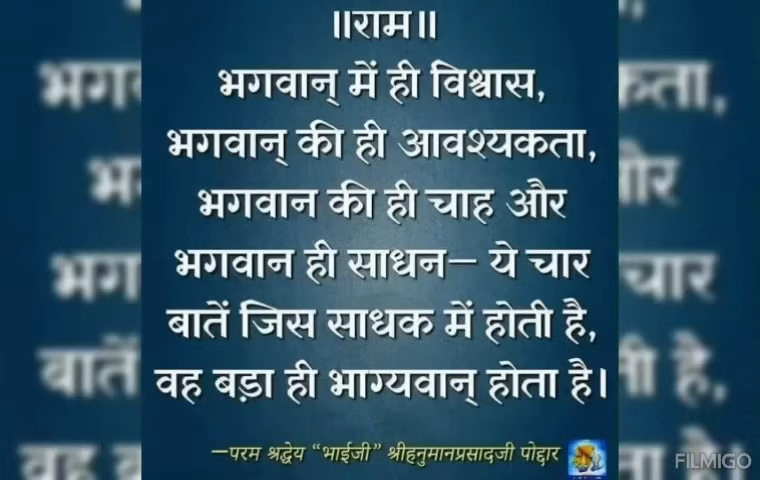 ॥राम॥
भगवान् में ही विश्वास,
भगवान् की ही आवश्यकता,
भगवान की ही चाह और
भगवान ही साधन– ये चार
बातें जिस साधक में होती है,
वह बड़ा ही भाग्यवान् होता है।
–परम श्रद्धेय “भाईजी” श्रीहनुमानप्रसादजी पोद्दार
FILMIGO